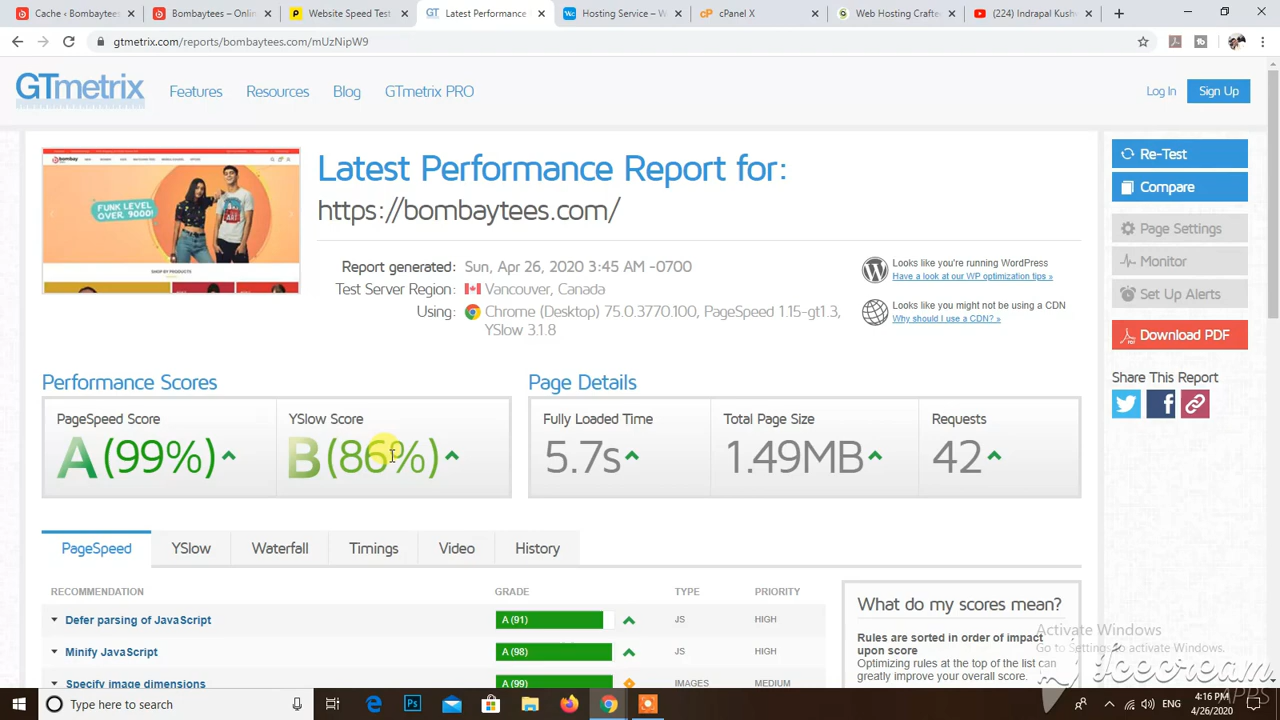 Cache ‹ Bombaytees –
Bombaytees – Onlin
Website Speed Test
Latest Performance
Hosting Service – W
cPanel X
Web Hosting Crafte
(224) Indrapal Kush
gtmetrix.com/reports/bombaytees.com/mUzNipW9
GTmetrix
Features
Resources
Blog
GTmetrix PRO
Log In
Sign Up
bombay
FUNK LEVEL
OVER 9000!
SHOP BY PRODUCTS
Latest Performance Report for:
https://bombaytees.com/
Report generated: Sun, Apr 26, 2020 3:45 AM -0700
Test Server Region: Vancouver, Canada
Using: Chrome (Desktop) 75.0.3770.100, PageSpeed 1.15-gt1.3,
YSlow 3.1.8
Looks like you're running WordPress
Have a look at our WP optimization tips »
Looks like you might not be using a CDN
Why should I use a CDN? »
Re-Test
Compare
Page Settings
Monitor
Set Up Alerts
Download PDF
Share This Report
Performance Scores
PageSpeed Score
A (99%)
YSlow Score
B (86%)
Page Details
Fully Loaded Time
5.7s
Total Page Size
1.49MB
Requests
42
PageSpeed
YSlow
Waterfall
Timings
Video
History
RECOMMENDATION GRADE TYPE PRIORITY
Defer parsing of JavaScript A (91) JS HIGH
Minify JavaScript A (98) JS HIGH
Specify image dimensions A (99) IMAGES MEDIUM
What do my scores mean?
Rules are sorted in order of impact
upon score
Optimizing rules at the top of the list can
greatly improve your overall score.
Activate Windows
Go to Settings to activate Windows.
Icecream
APPS
Type here to search
ENG
4:16 PM
4/26/2020